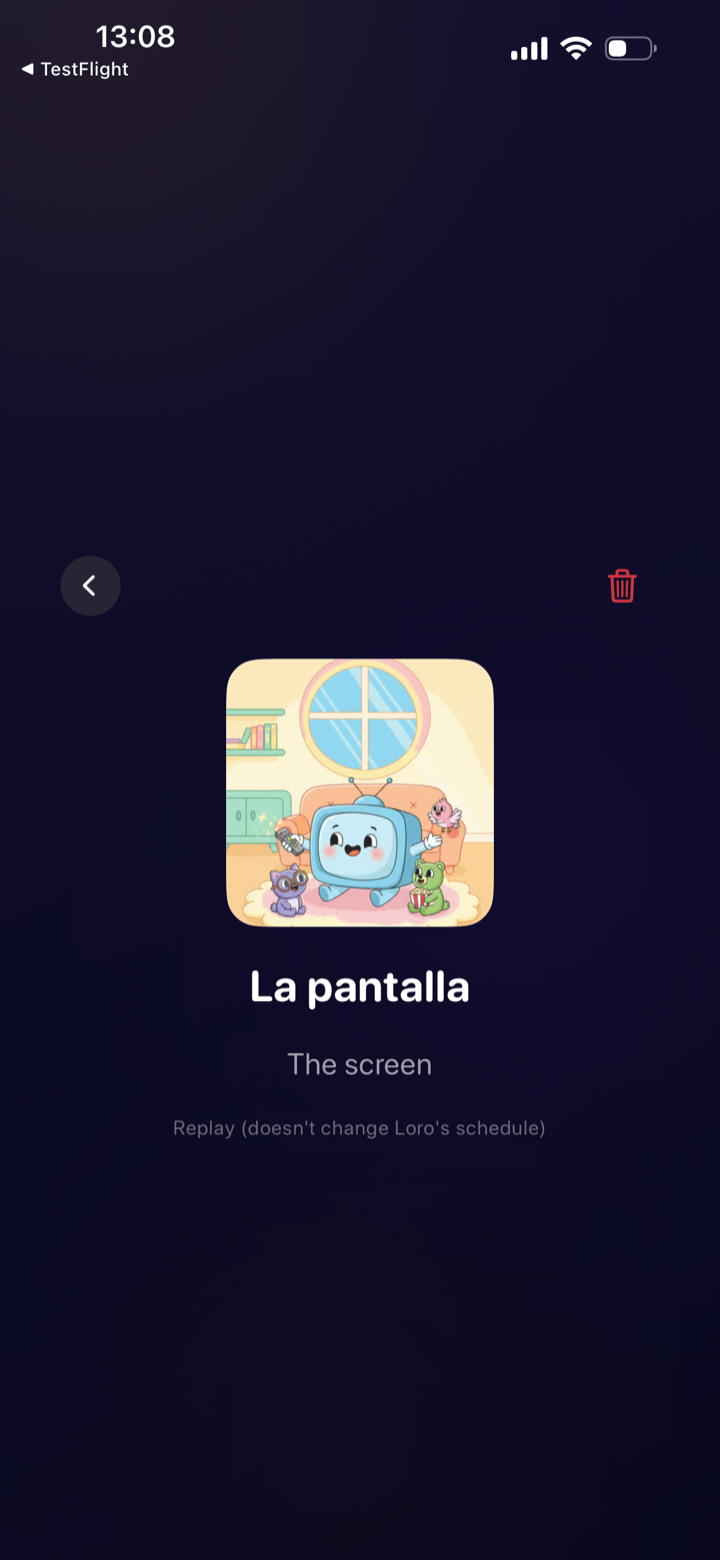 13:08
◀ TestFlight
La pantalla
The screen
Replay (doesn't change Loro's schedule)